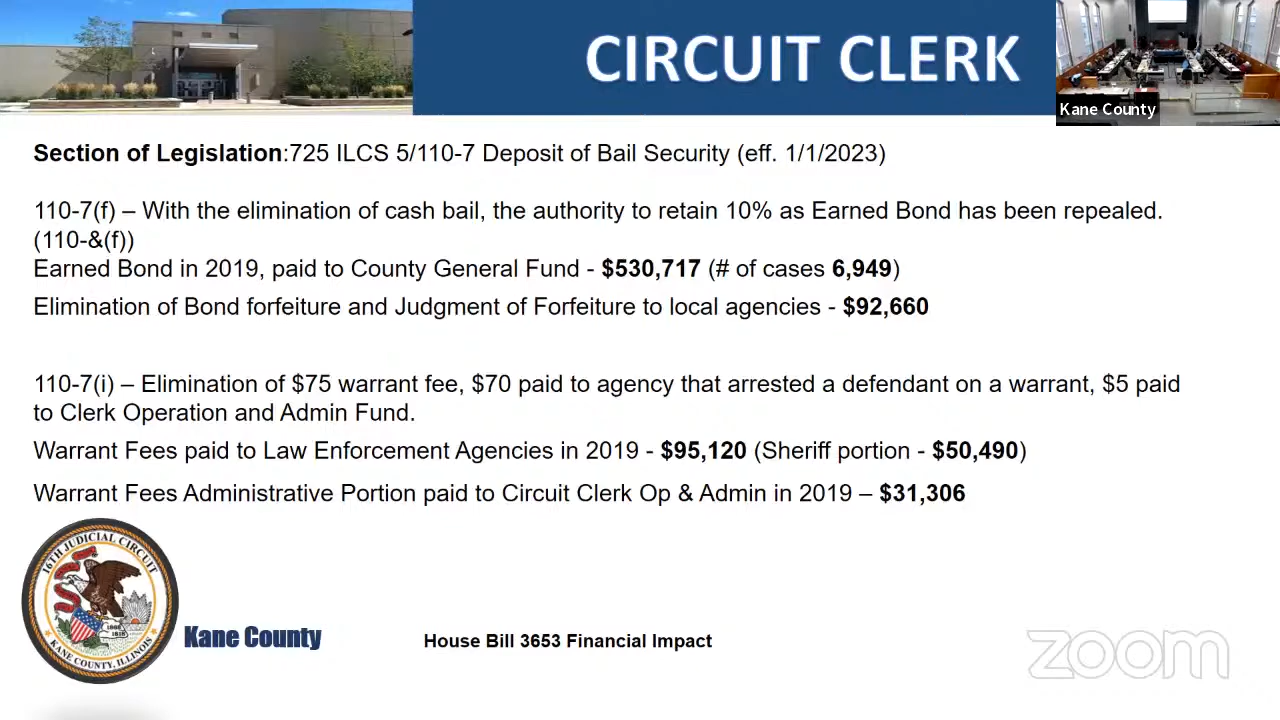 CIRCUIT CLERK
Kane County
Section of Legislation:725 ILCS 5/110-7 Deposit of Bail Security (eff. 1/1/2023)
110-7(f) – With the elimination of cash bail, the authority to retain 10% as Earned Bond has been repealed.
(110-&(f))
Earned Bond in 2019, paid to County General Fund - $530,717 (# of cases 6,949)
Elimination of Bond forfeiture and Judgment of Forfeiture to local agencies - $92,660
110-7(i) – Elimination of $75 warrant fee, $70 paid to agency that arrested a defendant on a warrant, $5 paid
to Clerk Operation and Admin Fund.
Warrant Fees paid to Law Enforcement Agencies in 2019 - $95,120 (Sheriff portion - $50,490)
Warrant Fees Administrative Portion paid to Circuit Clerk Op & Admin in 2019 – $31,306
16TH JUDICIAL CIRCUIT
1868
1818
KANE COUNTY, ILLINOIS
Kane County
House Bill 3653 Financial Impact
zoom